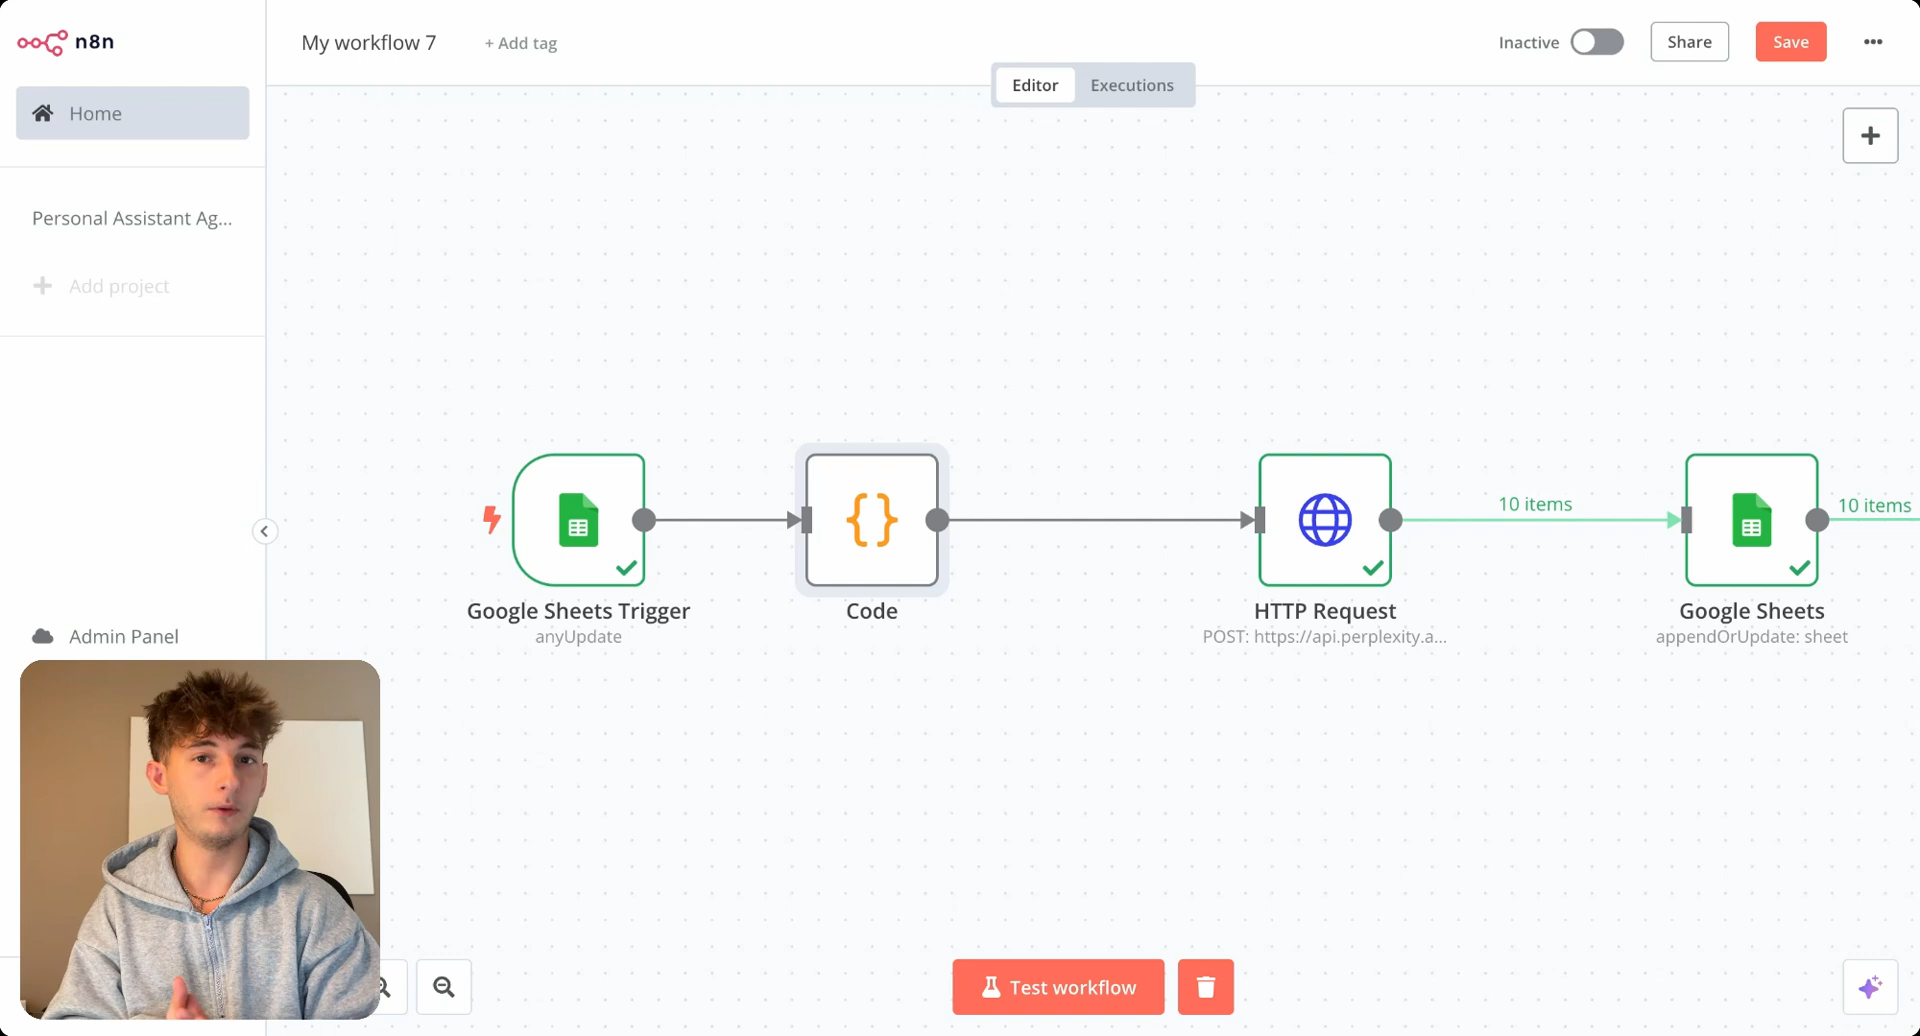 n8n
My workflow 7
+ Add tag
Inactive
Share
Save
Editor
Executions
Home
Personal Assistant Ag...
Add project
10 items
10 items
Google Sheets Trigger
anyUpdate
Code
HTTP Request
POST: https://api.perplexity.a...
Google Sheets
appendOrUpdate: sheet
Admin Panel
Test workflow